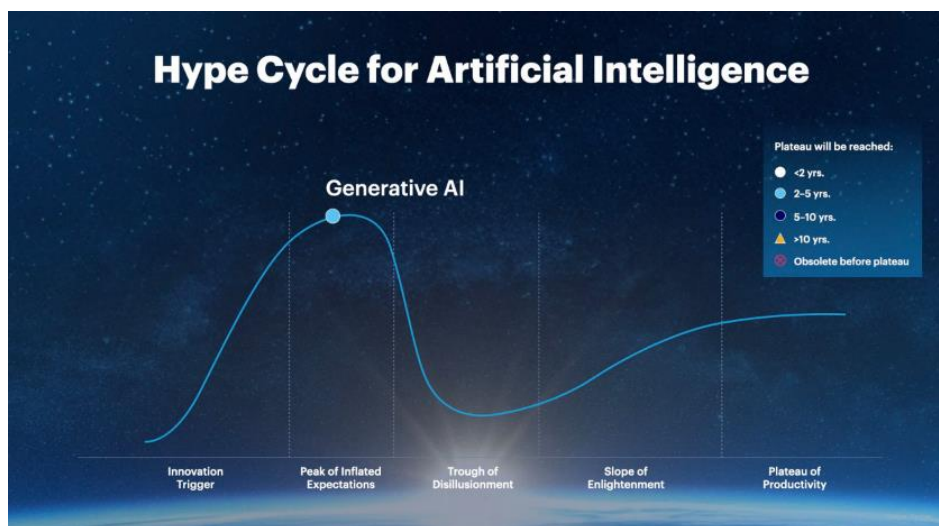 Hype Cycle for Artificial Intelligence
Plateau will be reached:
<2 yrs.
2–5 yrs.
5–10 yrs.
>10 yrs.
Obsolete before plateau
Generative AI
Innovation
Trigger
Peak of Inflated
Expectations
Trough of
Disillusionment
Slope of
Enlightenment
Plateau of
Productivity